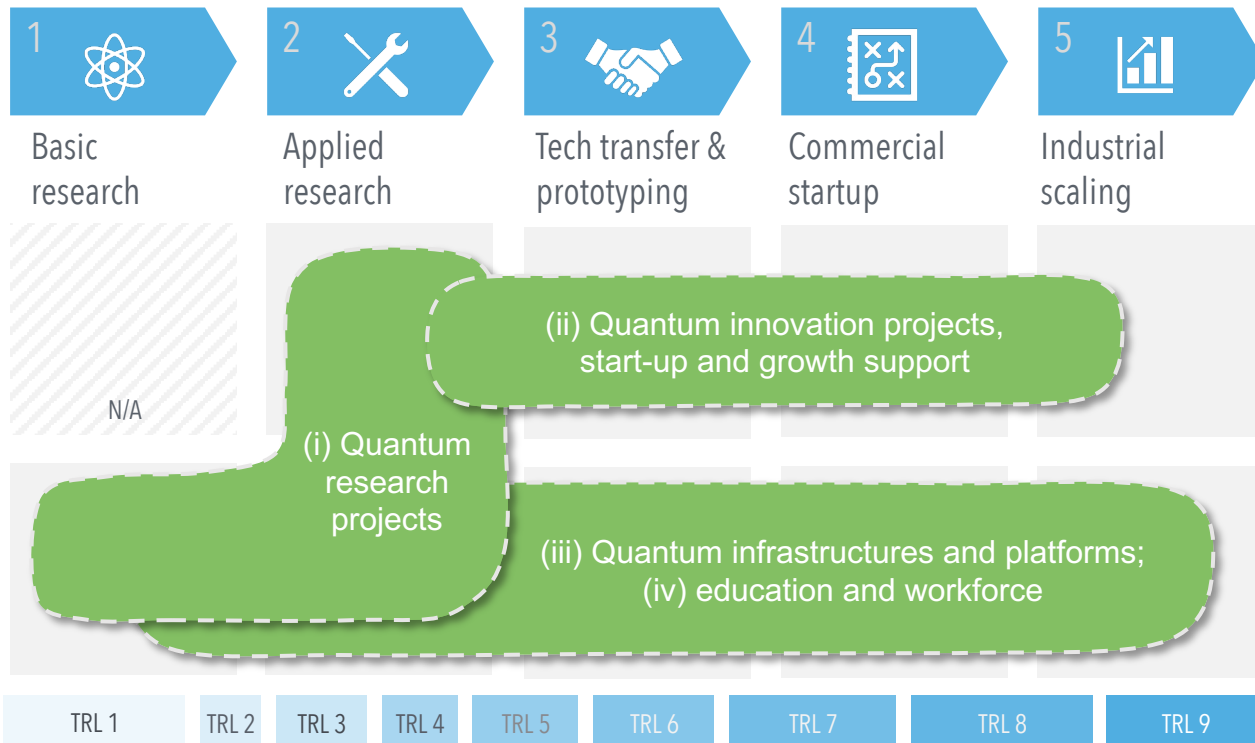 1
2
3
4
5
Basic
research
Applied
research
Tech transfer &
prototyping
Commercial
startup
Industrial
scaling
N/A
(ii) Quantum innovation projects,
start-up and growth support
(i) Quantum
research
projects
(iii) Quantum infrastructures and platforms;
(iv) education and workforce
TRL 1
TRL 2
TRL 3
TRL 4
TRL 5
TRL 6
TRL 7
TRL 8
TRL 9